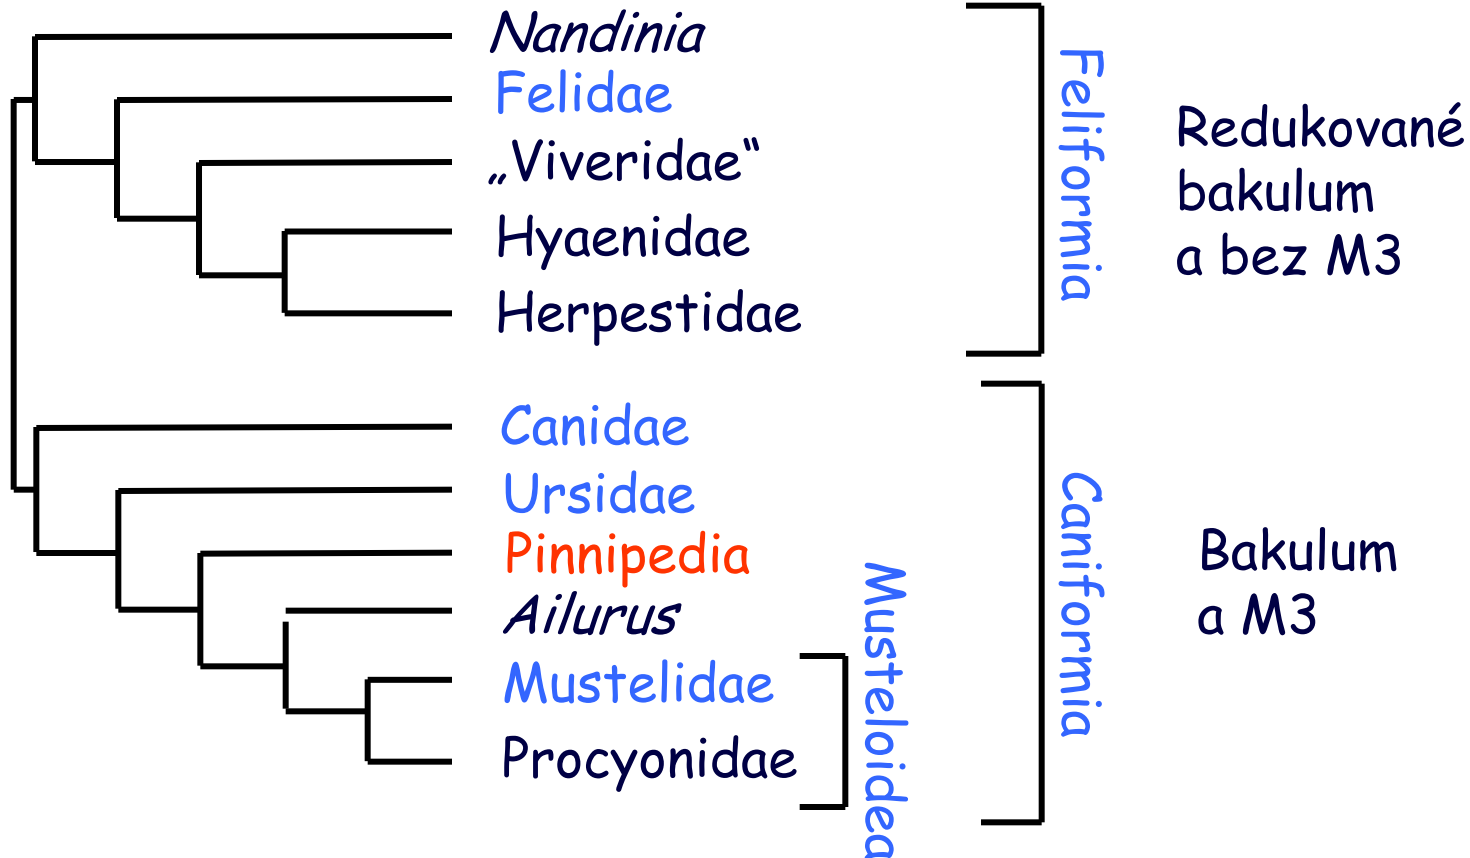 Nandinia
Felidae
„Viveridae“
Hyaenidae
Herpestidae
Feliformia
Redukované
bakulum
a bez M3
Canidae
Ursidae
Pinnipedia
Ailurus
Mustelidae
Procyonidae
Musteloidea
Caniformia
Bakulum
a M3